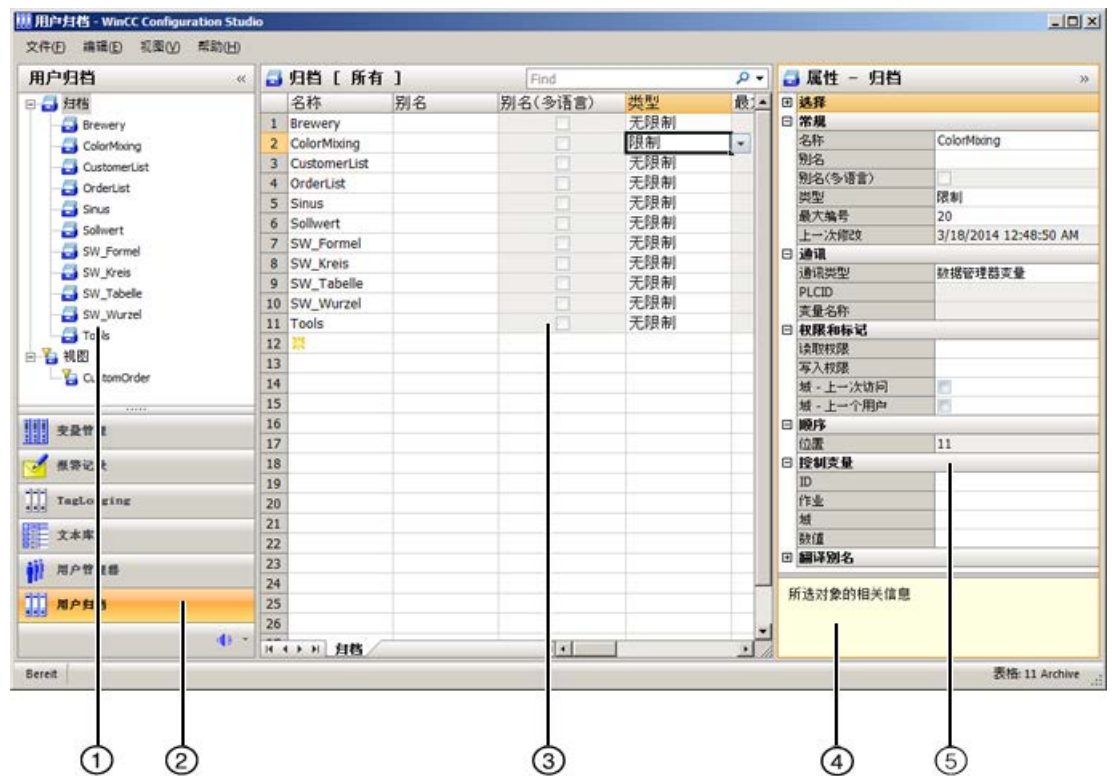 用户归档 - WinCC Configuration Studio
文件(F) 编辑(E) 视图(V) 帮助(H)
用户归档 «
归档
Brewery
ColorMixing
CustomerList
OrderList
Sinus
Sollwert
SW_Formel
SW_Kreis
SW_Tabelle
SW_Wurzel
视图
文本库
用户归档
归档 [ 所有 ] Find
名称 别名 别名(多语言) 类型
1 Brewery 无限制
2 ColorMixing 限制
3 CustomerList 无限制
4 OrderList 无限制
5 Sinus 无限制
6 Sollwert 无限制
7 SW_Formel 无限制
8 SW_Kreis 无限制
9 SW_Tabelle 无限制
10 SW_Wurzel 无限制
11 Tools 无限制
12
13
14
15
16
17
18
19
20
21
22
23
24
25
26
归档
属性 - 归档 »
选择
常规
名称 ColorMixing
别名
别名(多语言)
类型 限制
最大编号 20
上一次修改 3/18/2014 12:48:50 AM
通讯
通讯类型 数据管理器变量
PLCID
变量名称
权限和标记
读取权限
写入权限
域 - 上一次访问
域 - 上一个用户
顺序
位置 11
控制变量
ID
作业
域
数值
翻译别名
所选对象的相关信息
Bereit 表格: 11 Archive
① ② ③ ④ ⑤